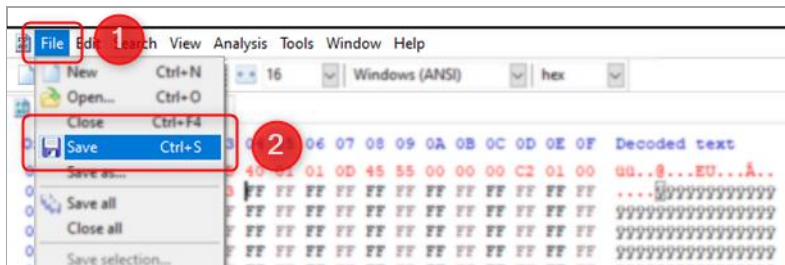 File Edit Search View Analysis Tools Window Help
1
New Ctrl+N
16 Windows (ANSI) hex
Open... Ctrl+O
Close Ctrl+F4
06 07 08 09 0A 0B 0C 0D 0E 0F Decoded text
Save Ctrl+S
2
40 01 01 0D 45 55 00 00 00 C2 01 00
Save as...
FF FF FF FF FF FF FF FF FF FF FF
Save all
FF FF FF FF FF FF FF FF FF FF FF FF
Close all
FF FF FF FF FF FF FF FF FF FF FF FF
Save selection...
FF FF FF FF FF FF FF FF FF FF FF FF